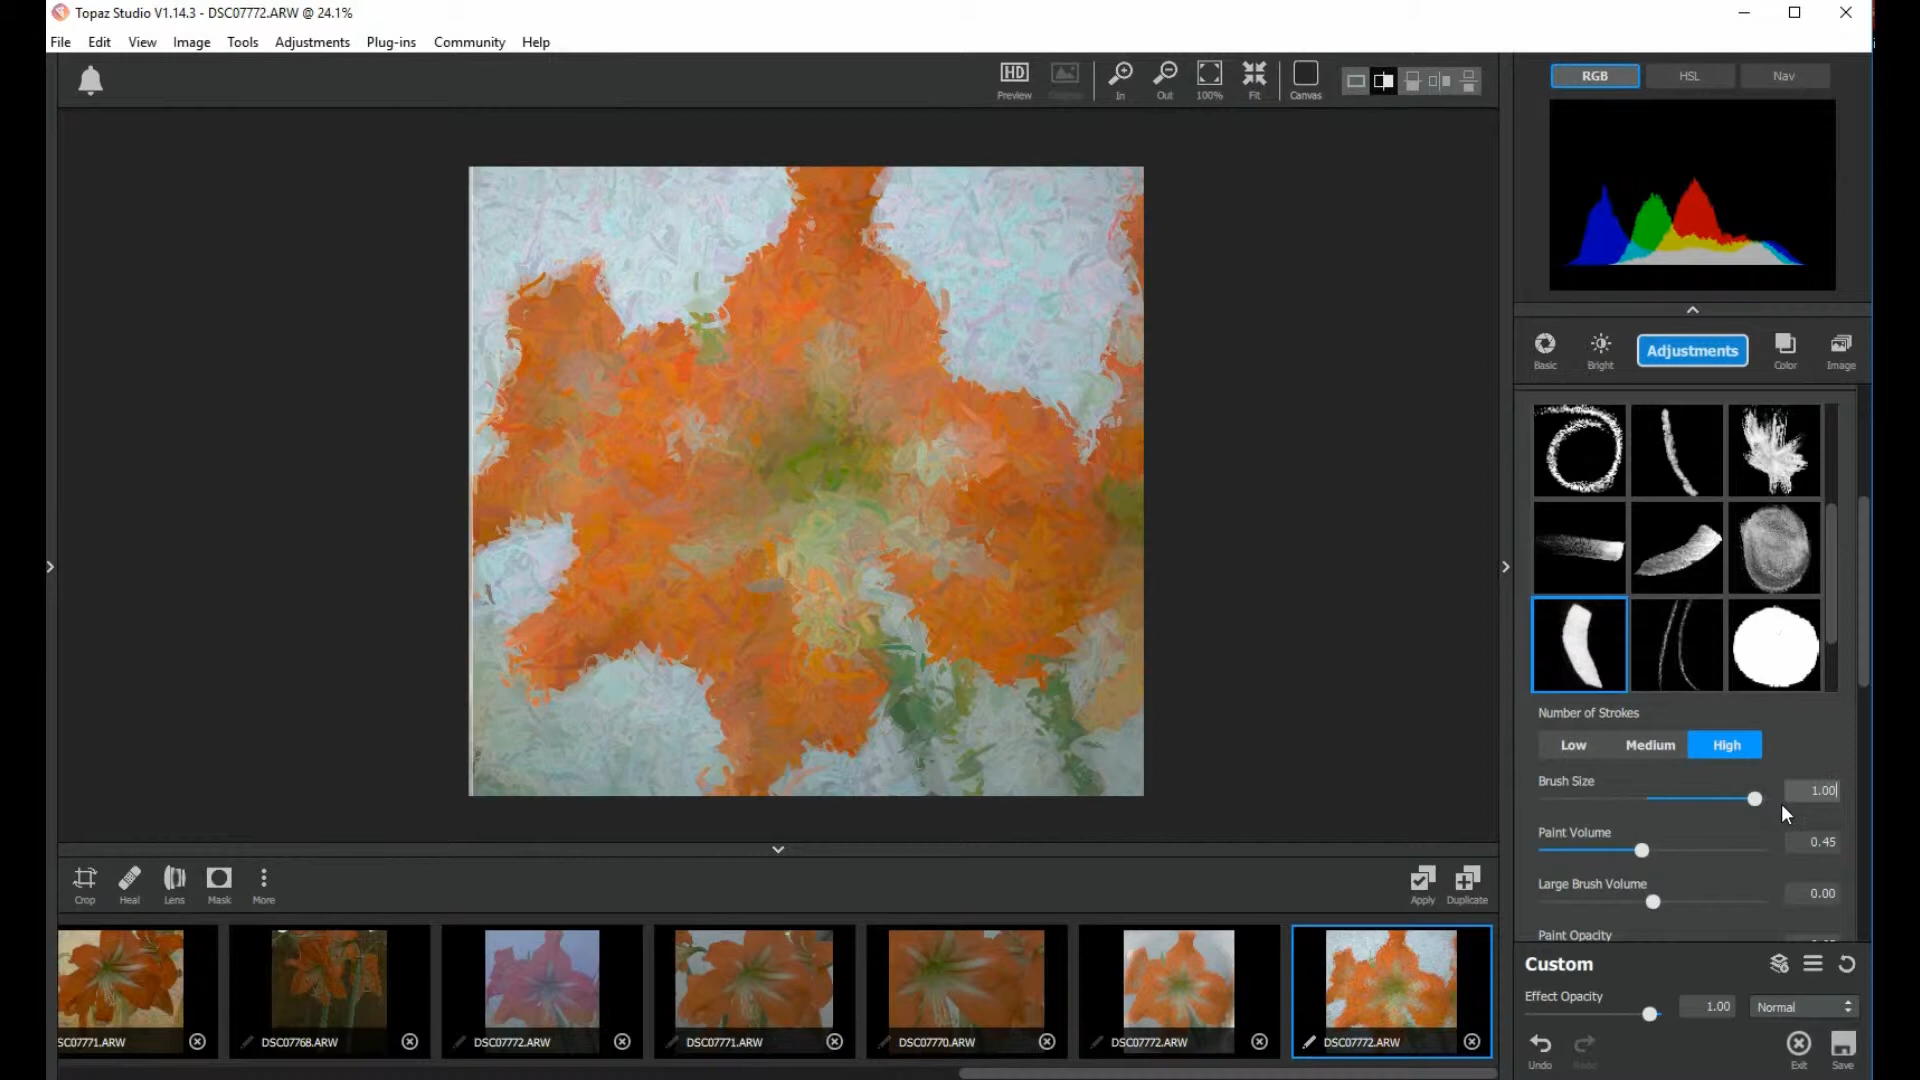 Topaz Studio V1.14.3 - DSC07772.ARW @ 24.1%
File Edit View Image Tools Adjustments Plug-ins Community Help
HD
Preview In Out 100% Fit Canvas
RGB HSL Nav
Basic Bright Adjustments Color Image
Number of Strokes
Low Medium High
Brush Size
1.00
Paint Volume
0.45
Large Brush Volume
0.00
Paint Opacity
Custom
Effect Opacity
1.00 Normal
Undo Redo Exit Save
Crop Heal Lens Mask More
Apply Duplicate
SC07771.ARW DSC07768.ARW DSC07772.ARW DSC07771.ARW DSC07770.ARW DSC07772.ARW DSC07772.ARW